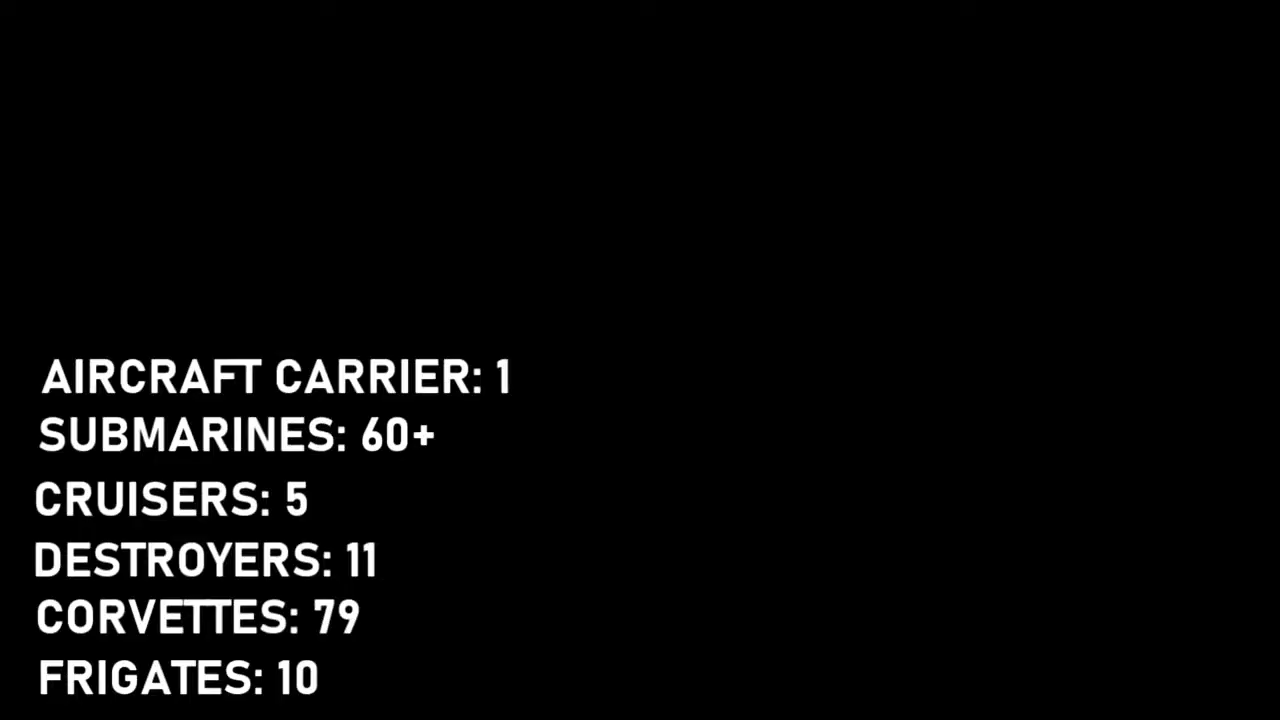 AIRCRAFT CARRIER: 1
SUBMARINES: 60+
CRUISERS: 5
DESTROYERS: 11
CORVETTES: 79
FRIGATES: 10